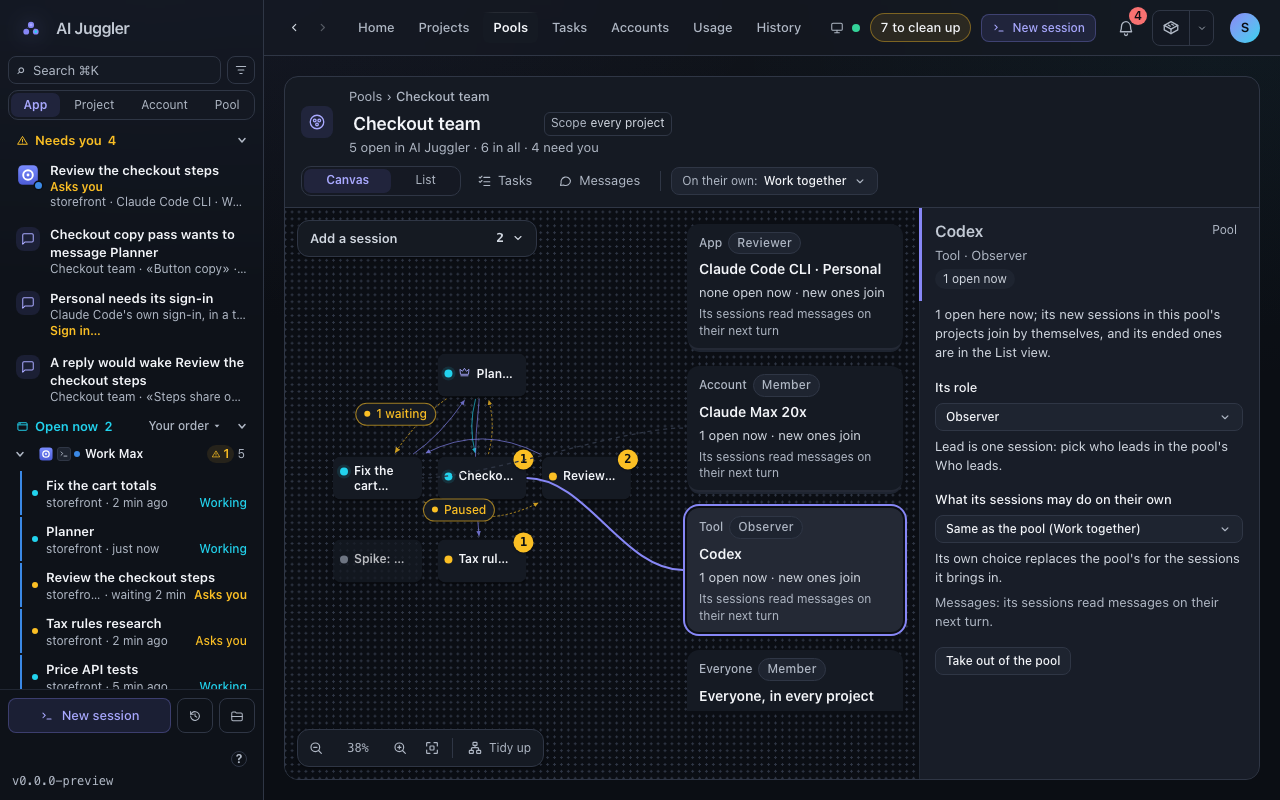 AI Juggler
Search ⌘K
App
Project
Account
Pool
Needs you 4
Review the checkout steps
Asks you
storefront · Claude Code CLI · W...
Checkout copy pass wants to
message Planner
Checkout team · «Button copy» ·...
Personal needs its sign-in
Claude Code's own sign-in, in a t...
Sign in...
A reply would wake Review the
checkout steps
Checkout team · «Steps share o...
Open now 2
Your order
Work Max
1
5
Fix the cart totals
storefront · 2 min ago
Working
Planner
storefront · just now
Working
Review the checkout steps
storefro... · waiting 2 min
Asks you
Tax rules research
storefront · 2 min ago
Asks you
Price API tests
storefront · 5 min ago
Working
New session
?
v0.0.0-preview
Home
Projects
Pools
Tasks
Accounts
Usage
History
7 to clean up
New session
4
S
Pools › Checkout team
Checkout team
Scope every project
5 open in AI Juggler · 6 in all · 4 need you
Canvas
List
Tasks
Messages
On their own: Work together
Add a session
2
Plan...
1 waiting
Fix the
cart...
Checko...
1
Review...
2
Paused
Spike: ...
Tax rul...
1
App
Reviewer
Claude Code CLI · Personal
none open now · new ones join
Its sessions read messages on
their next turn
Account
Member
Claude Max 20x
1 open now · new ones join
Its sessions read messages on
their next turn
Tool
Observer
Codex
1 open now · new ones join
Its sessions read messages on
their next turn
Everyone
Member
Everyone, in every project
38%
Tidy up
Codex
Pool
Tool · Observer
1 open now
1 open here now; its new sessions in this pool's
projects join by themselves, and its ended ones
are in the List view.
Its role
Observer
Lead is one session: pick who leads in the pool's
Who leads.
What its sessions may do on their own
Same as the pool (Work together)
Its own choice replaces the pool's for the sessions
it brings in.
Messages: its sessions read messages on their
next turn.
Take out of the pool